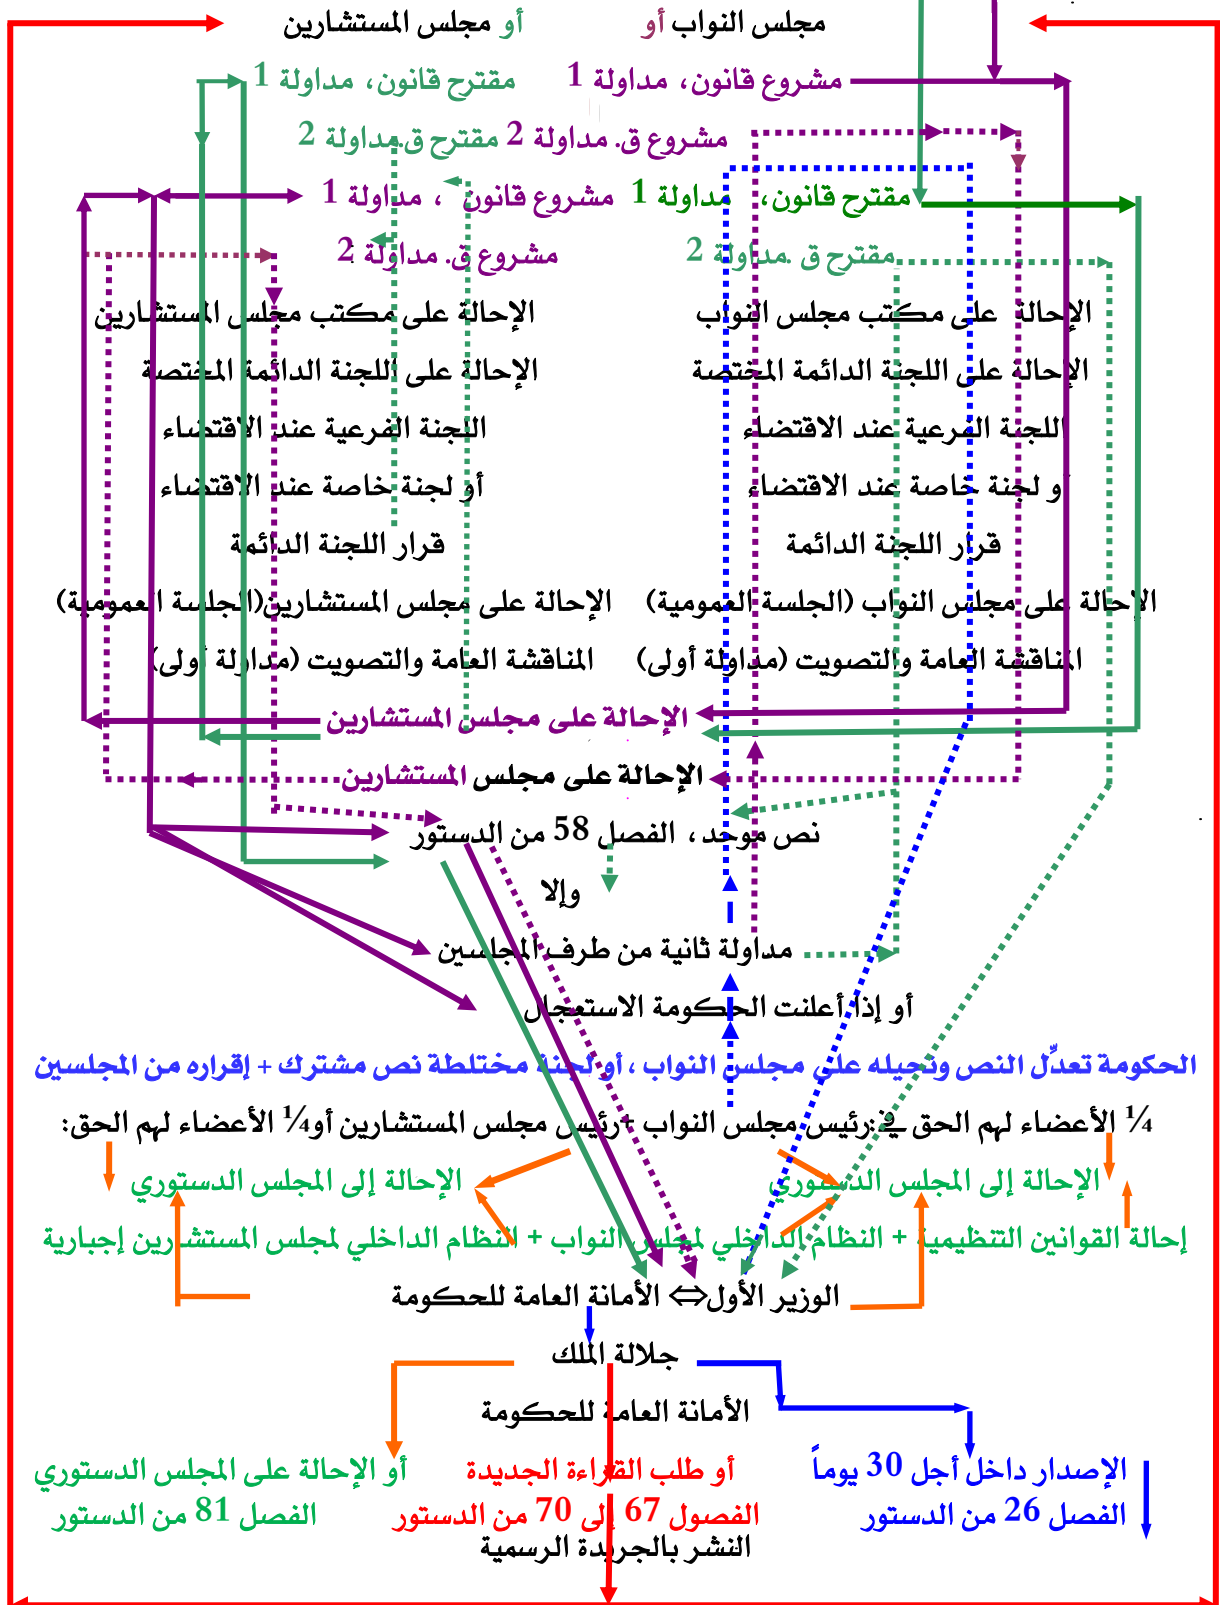 مجلس النواب أو أو مجلس المستشارين
مشروع قانون، مداولة 1 مقترح قانون، مداولة 1
مشروع ق. مداولة 2 مقترح ق.مداولة 2
مقترح قانون، مداولة 1 مشروع قانون ، مداولة 1
مقترح ق .مداولة 2 مشروع ق. مداولة 2
الإحالة على مكتب مجلس النواب الإحالة على مكتب مجلس المستشارين
الإحالة على اللجنة الدائمة المختصة الإحالة على اللجنة الدائمة المختصة
اللجنة الفرعية عند الاقتضاء اللجنة الفرعية عند الاقتضاء
أو لجنة خاصة عند الاقتضاء أو لجنة خاصة عند الاقتضاء
قرار اللجنة الدائمة قرار اللجنة الدائمة
الإحالة على مجلس النواب (الجلسة العمومية) الإحالة على مجلس المستشارين(الجلسة العمومية)
المناقشة العامة والتصويت (مداولة أولى) المناقشة العامة والتصويت (مداولة أولى)
الإحالة على مجلس المستشارين
الإحالة على مجلس المستشارين
نص موحد ، الفصل 58 من الدستور
وإلا
مداولة ثانية من طرف المجلسين
أو إذا أعلنت الحكومة الاستعجال
الحكومة تعدِّل النص وتحيله على مجلس النواب ، أو لجنة مختلطة نص مشترك + إقراره من المجلسين
¼ الأعضاء لهم الحق في:رئيس مجلس النواب +رئيس مجلس المستشارين أو¼ الأعضاء لهم الحق:
الإحالة إلى المجلس الدستوري الإحالة إلى المجلس الدستوري
إحالة القوانين التنظيمية + النظام الداخلي لمجلس النواب + النظام الداخلي لمجلس المستشارين إجبارية
الوزير الأول⇔ الأمانة العامة للحكومة
جلالة الملك
الأمانة العامة للحكومة
الإصدار داخل أجل 30 يوماً أو طلب القراءة الجديدة أو الإحالة على المجلس الدستوري
الفصل 26 من الدستور الفصول 67 إلى 70 من الدستور الفصل 81 من الدستور
النشر بالجريدة الرسمية